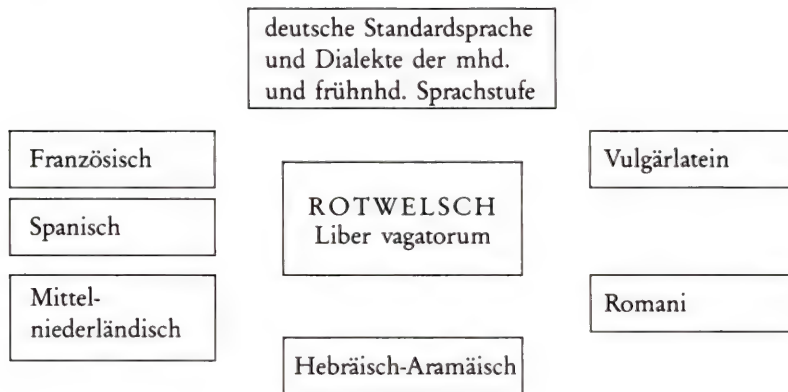 deutsche Standardsprache
und Dialekte der mhd.
und frühnhd. Sprachstufe
Französisch
Vulgärlatein
ROTWELSCH
Liber vagatorum
Spanisch
Mittel-
niederländisch
Romani
Hebräisch-Aramäisch